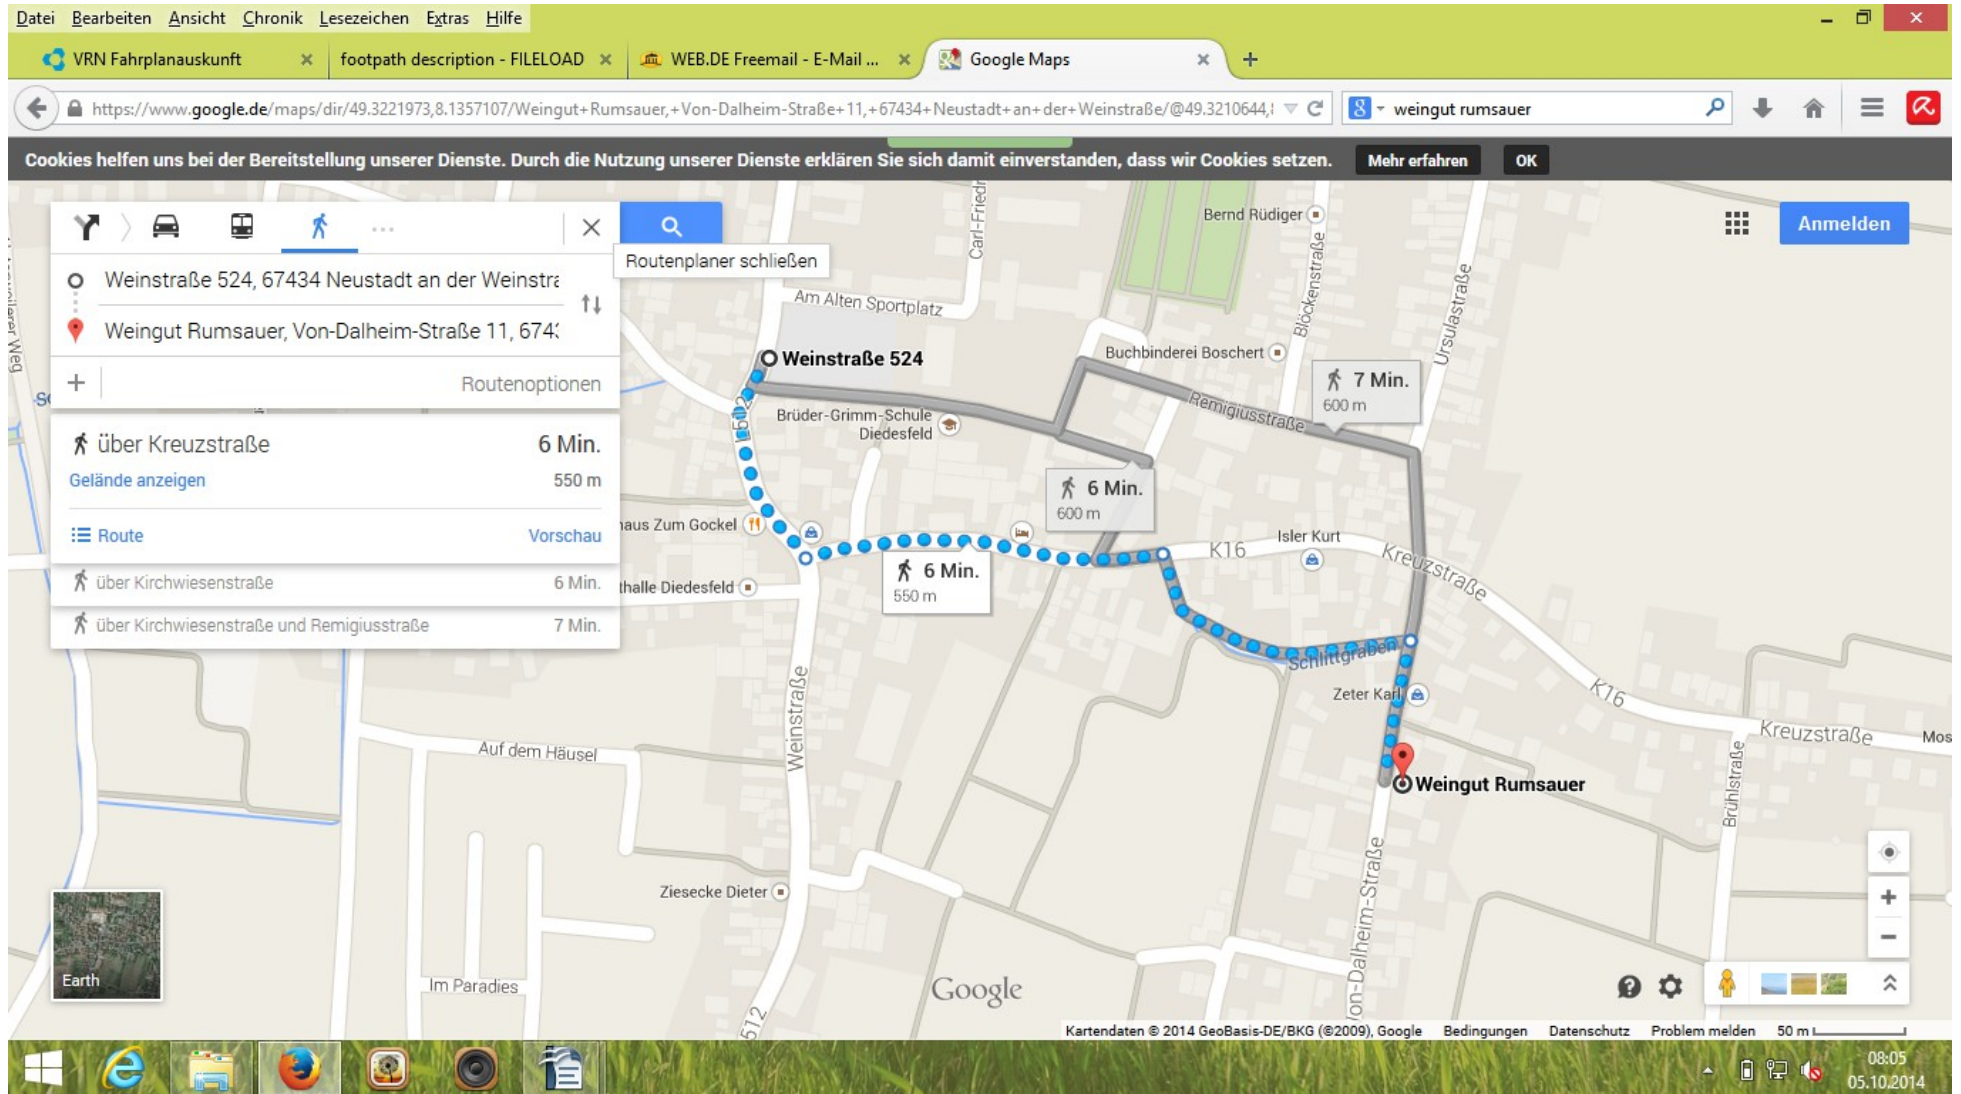 Datei Bearbeiten Ansicht Chronik Lesezeichen Extras Hilfe
VRN Fahrplanauskunft
footpath description - FILELOAD
WEB.DE Freemail - E-Mail ...
Google Maps
https://www.google.de/maps/dir/49.3221973,8.1357107/Weingut+Rumsauer,+Von-Dalheim-Straße+11,+67434+Neustadt+an+der+Weinstraße/@49.3210644,
weingut rumsauer
Cookies helfen uns bei der Bereitstellung unserer Dienste. Durch die Nutzung unserer Dienste erklären Sie sich damit einverstanden, dass wir Cookies setzen.
Mehr erfahren
OK
Anmelden
Routenplaner schließen
Weinstraße 524, 67434 Neustadt an der Weinstra
Weingut Rumsauer, Von-Dalheim-Straße 11, 6743
Routenoptionen
über Kreuzstraße 6 Min.
Gelände anzeigen 550 m
Route Vorschau
über Kirchwiesenstraße 6 Min.
über Kirchwiesenstraße und Remigiusstraße 7 Min.
Carl-Friedr
Bernd Rüdiger
Blöckenstraße
Ursulastraße
Am Alten Sportplatz
Weinstraße 524
Buchbinderei Boschert
7 Min.
600 m
Remigiusstraße
Brüder-Grimm-Schule
Diedesfeld
L512
6 Min.
600 m
haus Zum Gockel
Isler Kurt
K16
Kreuzstraße
6 Min.
550 m
thalle Diedesfeld
Schlittgraben
Zeter Karl
K16
Kreuzstraße
Mos
Weinstraße
Auf dem Häusel
Weingut Rumsauer
Brühlstraße
Von-Dalheim-Straße
Ziesecke Dieter
Im Paradies
512
Earth
Google
Kartendaten © 2014 GeoBasis-DE/BKG (©2009), Google Bedingungen Datenschutz Problem melden 50 m
08:05
05.10.2014